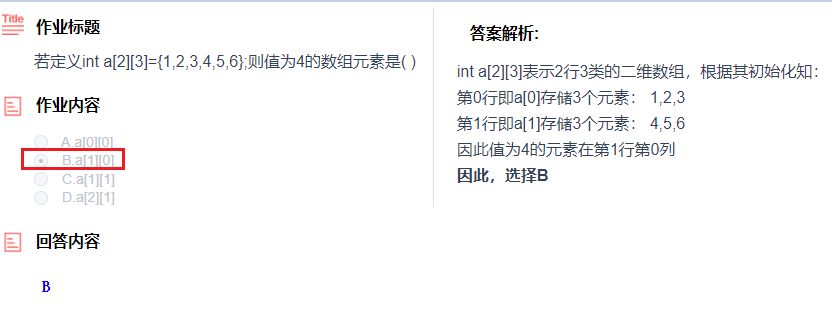 Title
作业标题
若定义int a[2][3]={1,2,3,4,5,6};则值为4的数组元素是( )
作业内容
A.a[0][0]
B.a[1][0]
C.a[1][1]
D.a[2][1]
回答内容
B
答案解析:
int a[2][3]表示2行3类的二维数组，根据其初始化知：
第0行即a[0]存储3个元素： 1,2,3
第1行即a[1]存储3个元素： 4,5,6
因此值为4的元素在第1行第0列
因此，选择B